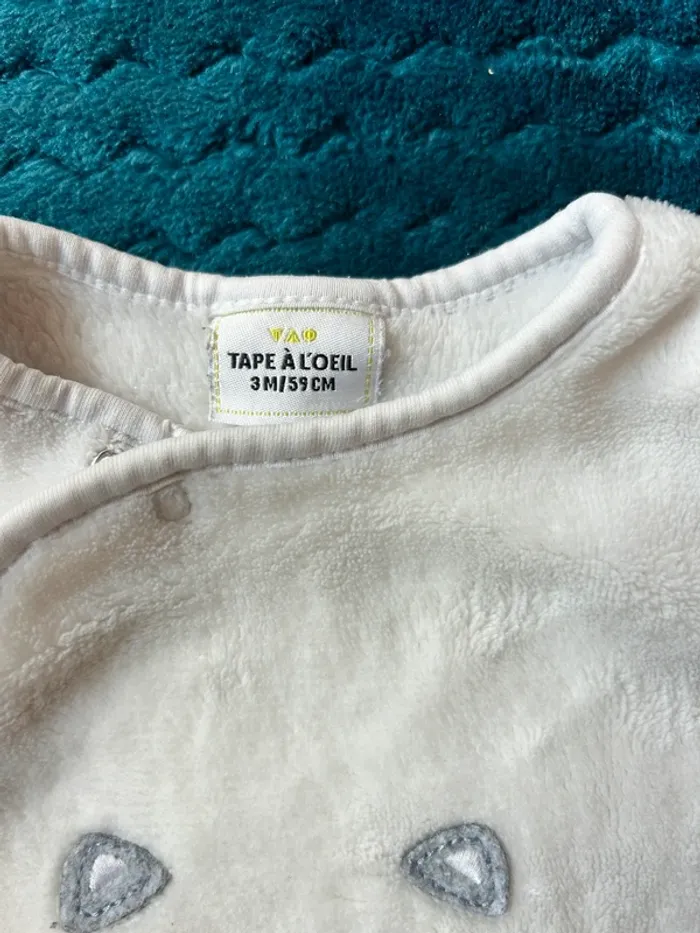 TAO
TAPE À L'OEIL
3M/59CM